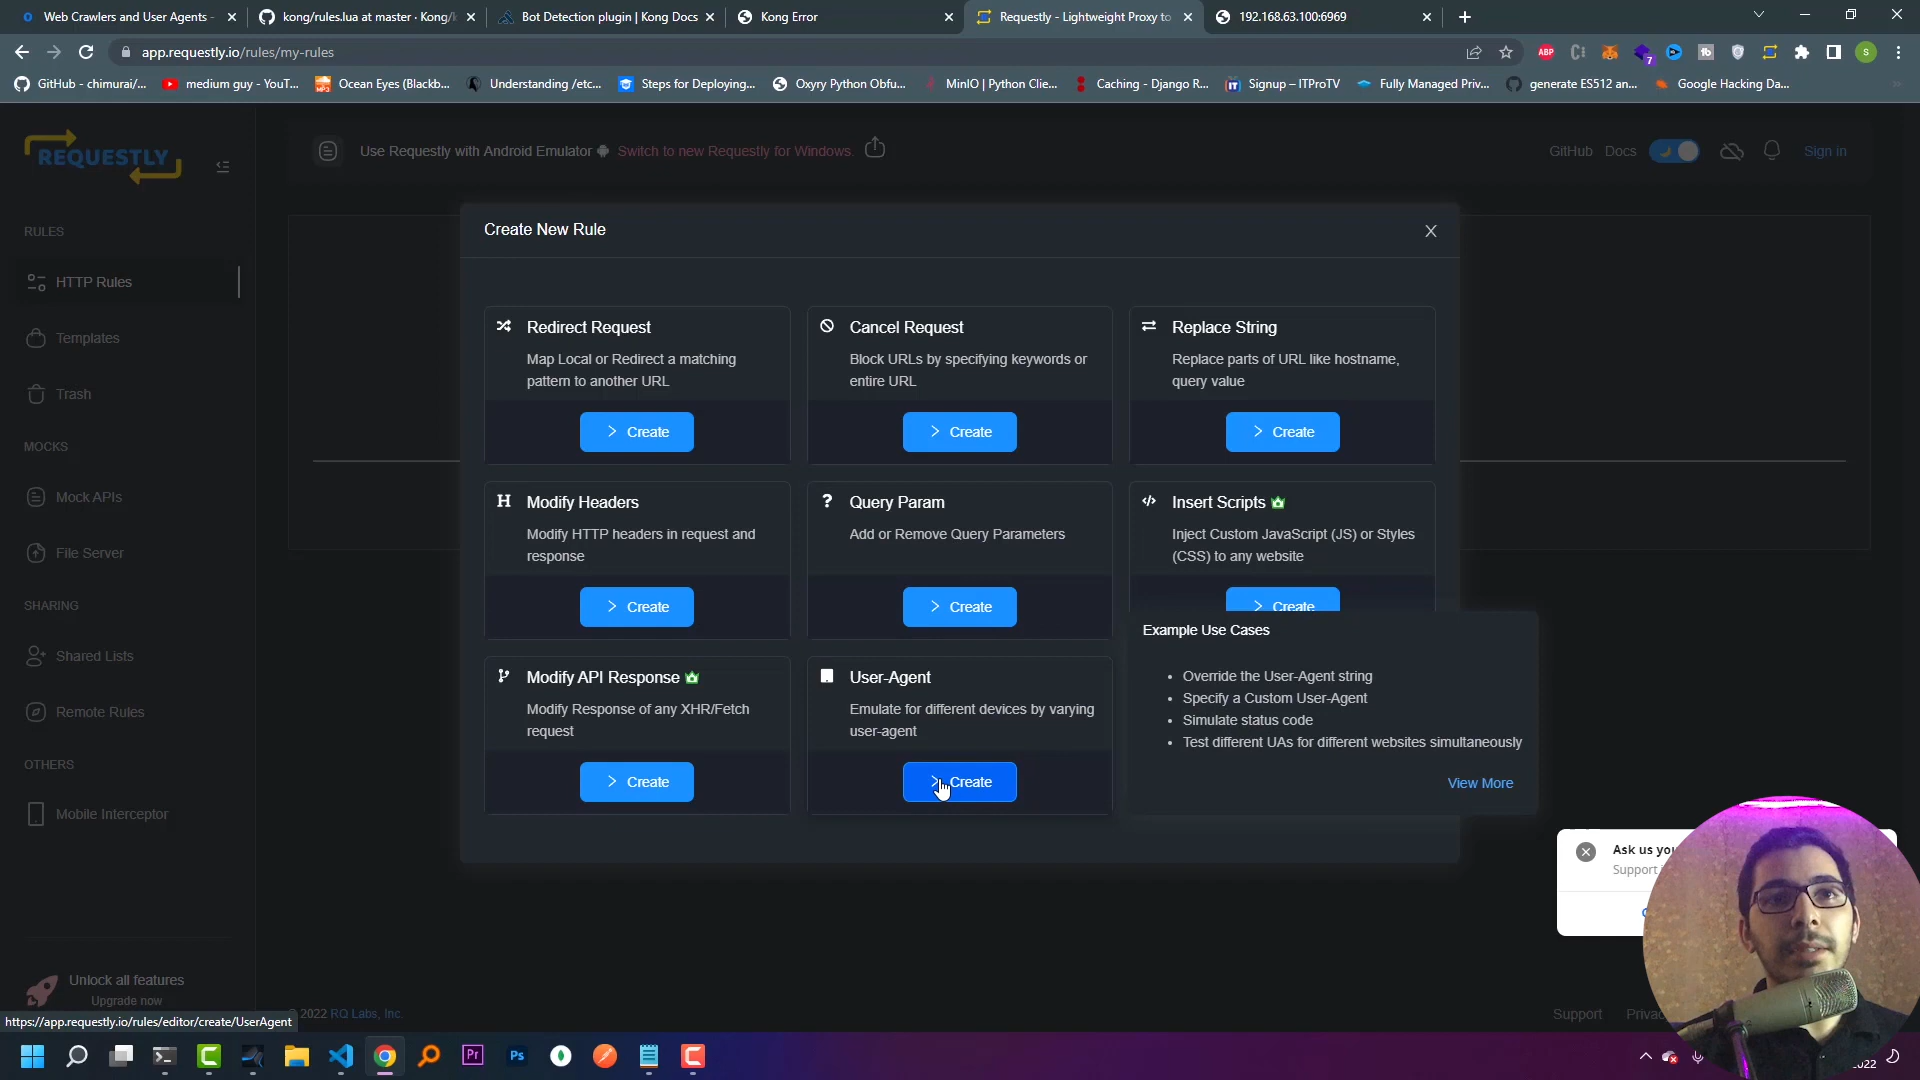 Web Crawlers and User Agents -
kong/rules.lua at master · Kong/k
Bot Detection plugin | Kong Docs
Kong Error
Requestly - Lightweight Proxy to
192.168.63.100:6969
app.requestly.io/rules/my-rules
ABP
7
S
GitHub - chimurai/...
medium guy - YouT...
Ocean Eyes (Blackb...
Understanding /etc...
Steps for Deploying...
Oxyry Python Obfu...
MinIO | Python Clie...
Caching - Django R...
Signup – ITProTV
Fully Managed Priv...
generate ES512 an...
Google Hacking Da...
REQUESTLY
Use Requestly with Android Emulator
Switch to new Requestly for Windows.
GitHub
Docs
Sign in
RULES
HTTP Rules
Templates
Trash
MOCKS
Mock APIs
File Server
SHARING
Shared Lists
Remote Rules
OTHERS
Mobile Interceptor
Unlock all features
Upgrade now
Create New Rule
Redirect Request
Map Local or Redirect a matching
pattern to another URL
Create
Cancel Request
Block URLs by specifying keywords or
entire URL
Create
Replace String
Replace parts of URL like hostname,
query value
Create
Modify Headers
Modify HTTP headers in request and
response
Create
Query Param
Add or Remove Query Parameters
Create
Insert Scripts
Inject Custom JavaScript (JS) or Styles
(CSS) to any website
Create
Modify API Response
Modify Response of any XHR/Fetch
request
Create
User-Agent
Emulate for different devices by varying
user-agent
Create
Example Use Cases
• Override the User-Agent string
• Specify a Custom User-Agent
• Simulate status code
• Test different UAs for different websites simultaneously
View More
Ask us you
Support
2022 RQ Labs, Inc.
Support
Privac
https://app.requestly.io/rules/editor/create/UserAgent
Pr
Ps
2022